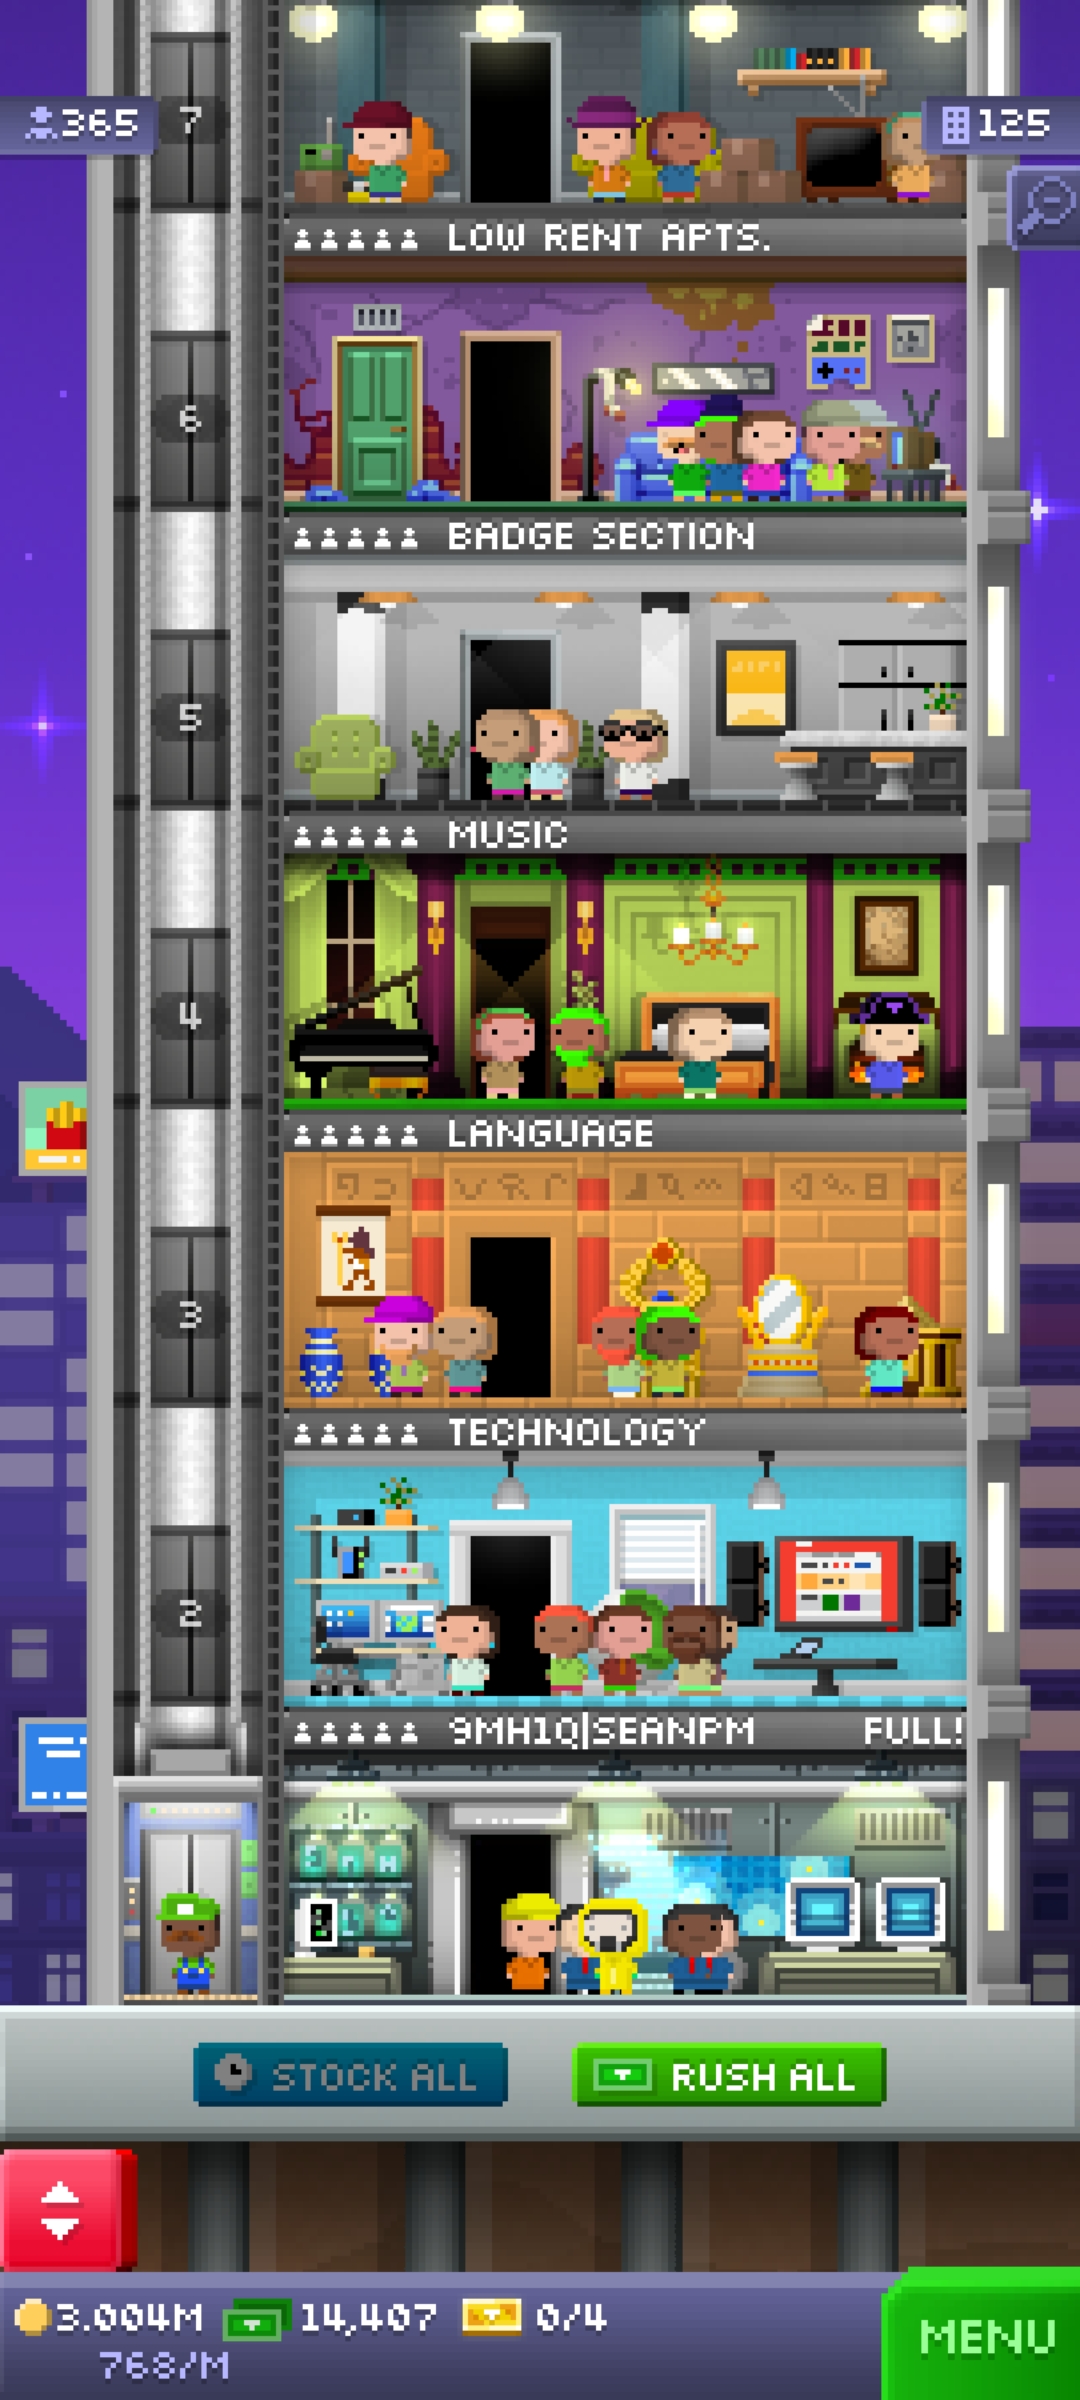 7
365
125
LOW RENT APTS.
6
BADGE SECTION
5
MUSIC
4
LANGUAGE
3
TECHNOLOGY
2
9MH1Q|SEANPM FULL!
STOCK ALL
RUSH ALL
3.004M 14,407 0/4
768/M
MENU